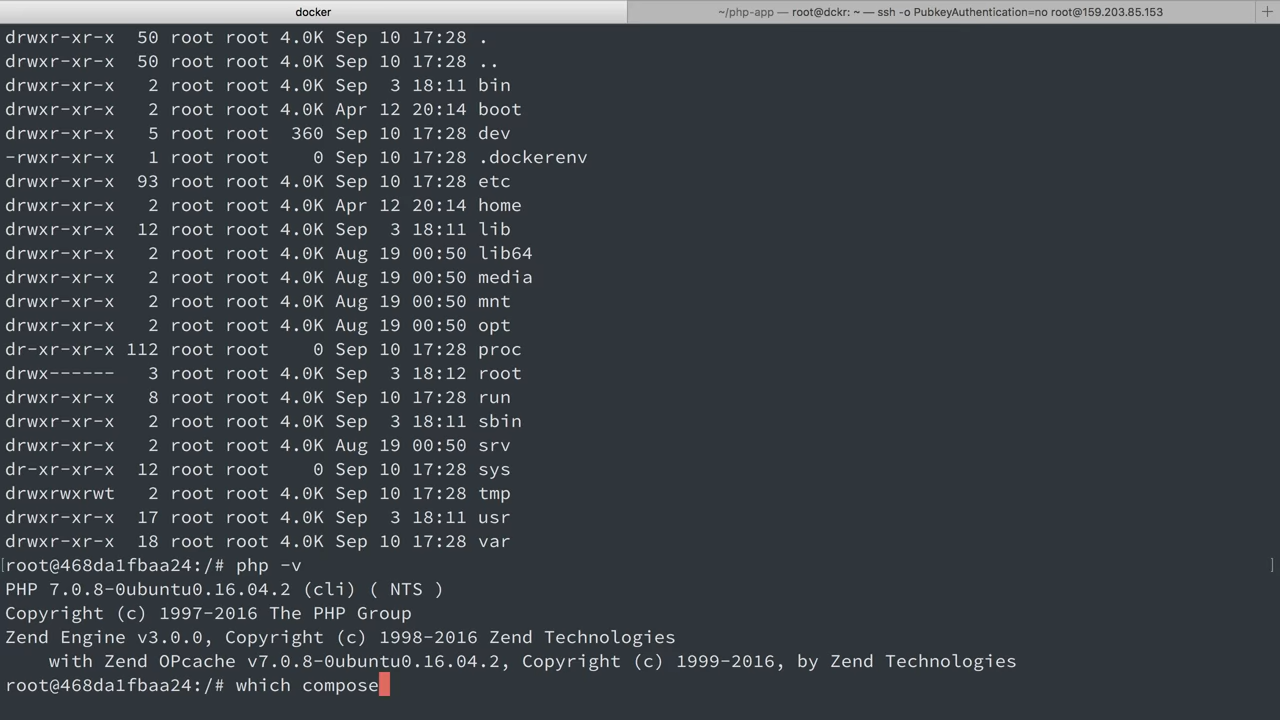 docker
~/php-app — root@dckr: ~ — ssh -o PubkeyAuthentication=no root@159.203.85.153
+
drwxr-xr-x  50 root root 4.0K Sep 10 17:28 .
drwxr-xr-x  50 root root 4.0K Sep 10 17:28 ..
drwxr-xr-x   2 root root 4.0K Sep  3 18:11 bin
drwxr-xr-x   2 root root 4.0K Apr 12 20:14 boot
drwxr-xr-x   5 root root  360 Sep 10 17:28 dev
-rwxr-xr-x   1 root root    0 Sep 10 17:28 .dockerenv
drwxr-xr-x  93 root root 4.0K Sep 10 17:28 etc
drwxr-xr-x   2 root root 4.0K Apr 12 20:14 home
drwxr-xr-x  12 root root 4.0K Sep  3 18:11 lib
drwxr-xr-x   2 root root 4.0K Aug 19 00:50 lib64
drwxr-xr-x   2 root root 4.0K Aug 19 00:50 media
drwxr-xr-x   2 root root 4.0K Aug 19 00:50 mnt
drwxr-xr-x   2 root root 4.0K Aug 19 00:50 opt
dr-xr-xr-x 112 root root    0 Sep 10 17:28 proc
drwx------   3 root root 4.0K Sep  3 18:12 root
drwxr-xr-x   8 root root 4.0K Sep 10 17:28 run
drwxr-xr-x   2 root root 4.0K Sep  3 18:11 sbin
drwxr-xr-x   2 root root 4.0K Aug 19 00:50 srv
dr-xr-xr-x  12 root root    0 Sep 10 17:28 sys
drwxrwxrwt   2 root root 4.0K Sep 10 17:28 tmp
drwxr-xr-x  17 root root 4.0K Sep  3 18:11 usr
drwxr-xr-x  18 root root 4.0K Sep 10 17:28 var
[root@468da1fbaa24:/# php -v ]
PHP 7.0.8-0ubuntu0.16.04.2 (cli) ( NTS )
Copyright (c) 1997-2016 The PHP Group
Zend Engine v3.0.0, Copyright (c) 1998-2016 Zend Technologies
    with Zend OPcache v7.0.8-0ubuntu0.16.04.2, Copyright (c) 1999-2016, by Zend Technologies
root@468da1fbaa24:/# which compose